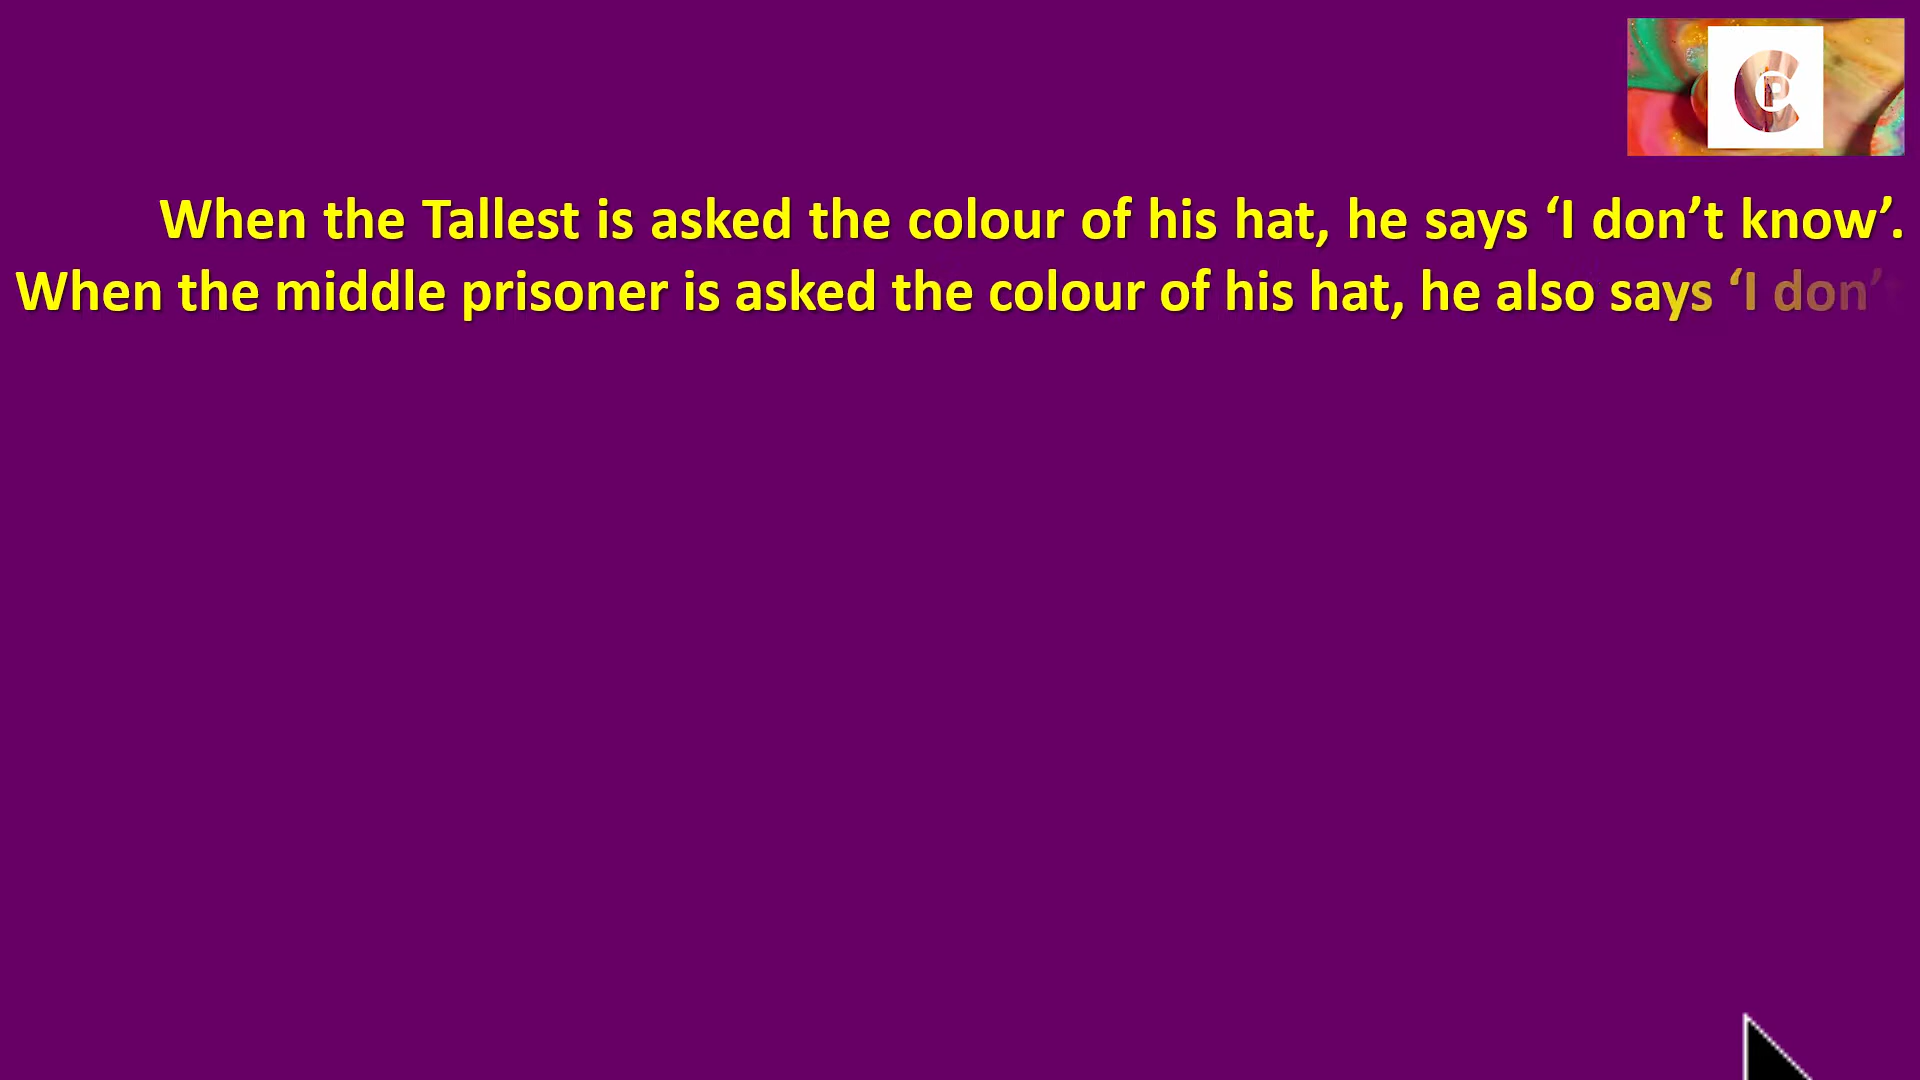 When the Tallest is asked the colour of his hat, he says ‘I don’t know’.
When the middle prisoner is asked the colour of his hat, he also says ‘I don’